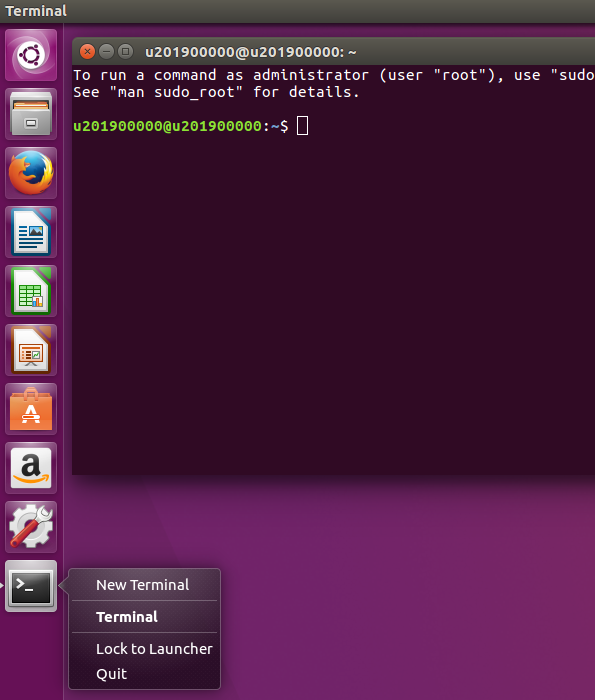 Terminal
u201900000@u201900000: ~
To run a command as administrator (user "root"), use "sudo
See "man sudo_root" for details.
u201900000@u201900000:~$
A
a
>_
New Terminal
Terminal
Lock to Launcher
Quit